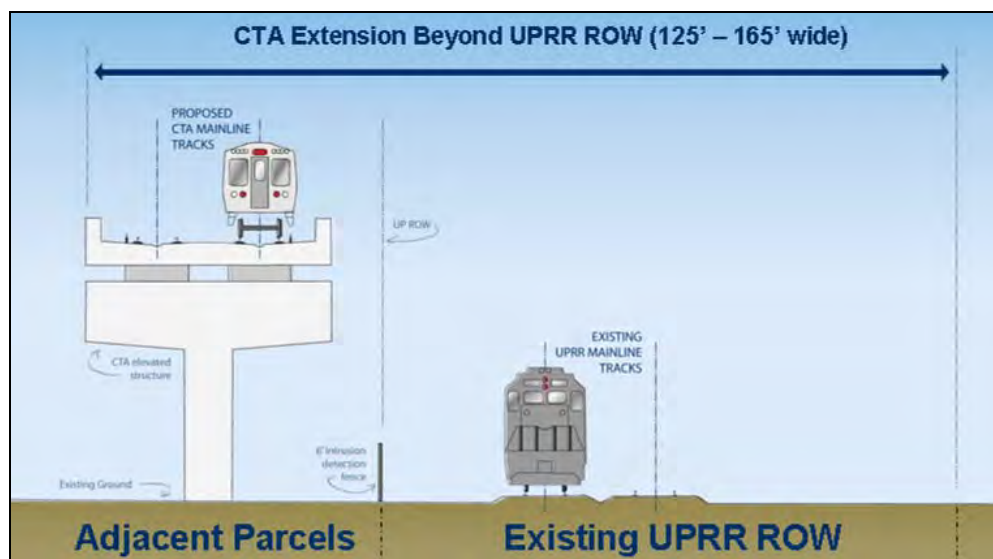 CTA Extension Beyond UPRR ROW (125' – 165' wide)
PROPOSED
CTA MAINLINE
TRACKS
UP ROW
EXISTING
UPRR MAINLINE
TRACKS
CTA elevated
structure
6' intrusion
detection
fence
Existing Ground
Adjacent Parcels
Existing UPRR ROW